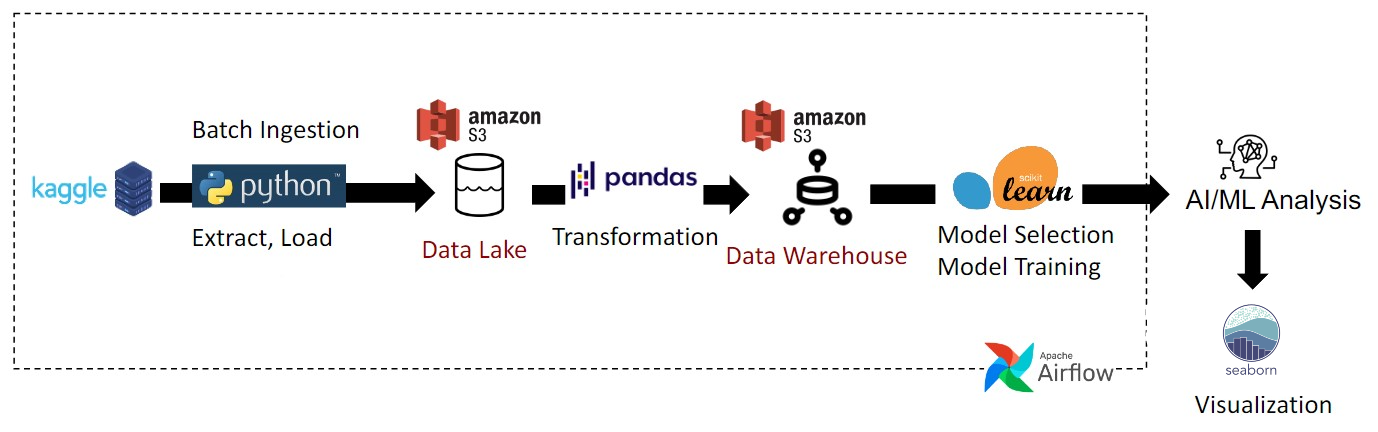 kaggle
Batch Ingestion
python™
Extract, Load
amazon
S3
Data Lake
pandas
Transformation
amazon
S3
Data Warehouse
scikit
learn
Model Selection
Model Training
AI/ML Analysis
seaborn
Visualization
Apache
Airflow